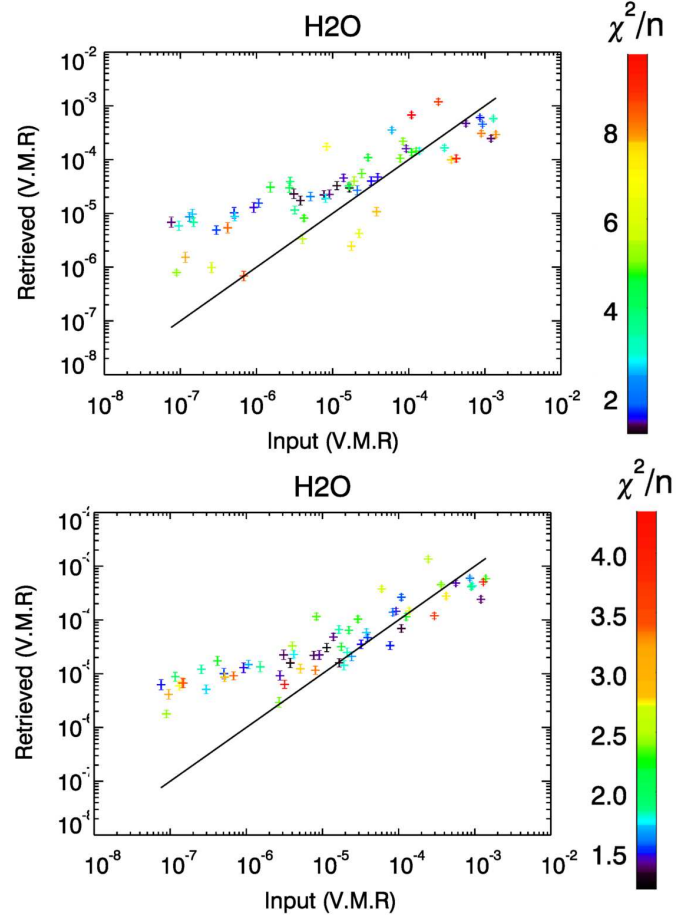 H2O
χ²/n
10⁻²
10⁻³
10⁻⁴
10⁻⁵
10⁻⁶
10⁻⁷
10⁻⁸
Retrieved (V.M.R)
10⁻⁸ 10⁻⁷ 10⁻⁶ 10⁻⁵ 10⁻⁴ 10⁻³ 10⁻²
Input (V.M.R)
8
6
4
2
H2O
χ²/n
Retrieved (V.M.R)
10⁻⁸ 10⁻⁷ 10⁻⁶ 10⁻⁵ 10⁻⁴ 10⁻³ 10⁻²
Input (V.M.R)
4.0
3.5
3.0
2.5
2.0
1.5